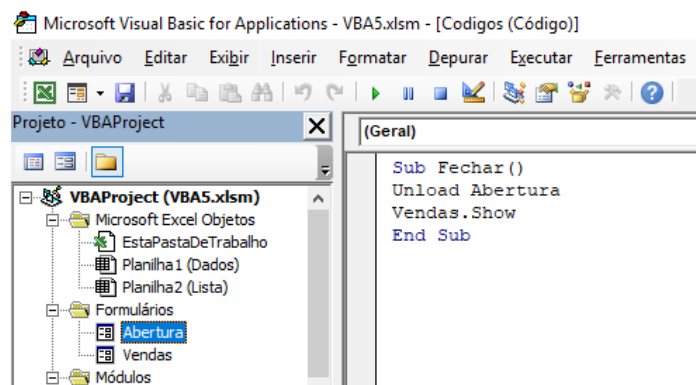 Microsoft Visual Basic for Applications - VBA5.xlsm - [Codigos (Código)]
Arquivo Editar Exibir Inserir Formatar Depurar Executar Ferramentas
Projeto - VBAProject
(Geral)
VBAProject (VBA5.xlsm)
Microsoft Excel Objetos
EstaPastaDeTrabalho
Planilha1 (Dados)
Planilha2 (Lista)
Formulários
Abertura
Vendas
Módulos
Sub Fechar()
Unload Abertura
Vendas.Show
End Sub